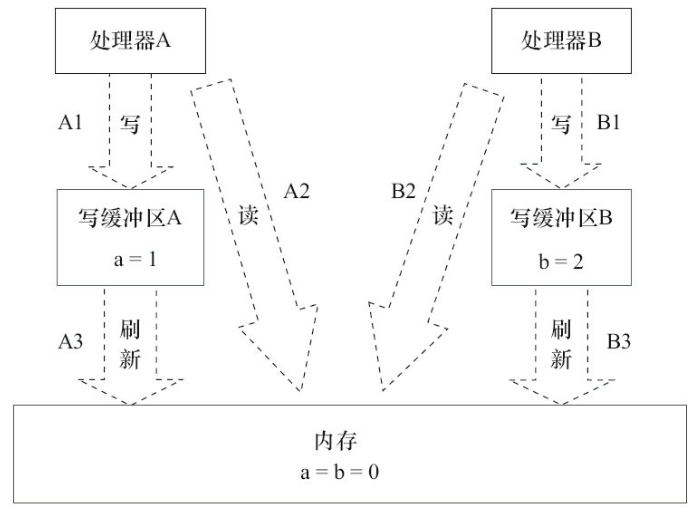 处理器A
处理器B
A1
写
写
B1
A2
B2
读
读
写缓冲区A
a = 1
写缓冲区B
b = 2
A3
刷新
刷新
B3
内存
a = b = 0